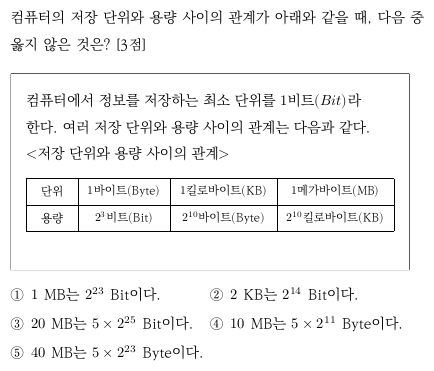 컴퓨터의 저장 단위와 용량 사이의 관계가 아래와 같을 때, 다음 중
옳지 않은 것은? [3점]
컴퓨터에서 정보를 저장하는 최소 단위를 1비트(Bit)라
한다. 여러 저장 단위와 용량 사이의 관계는 다음과 같다.
<저장 단위와 용량 사이의 관계>
단위 1바이트(Byte) 1킬로바이트(KB) 1메가바이트(MB)
용량 2³비트(Bit) 2¹⁰바이트(Byte) 2¹⁰킬로바이트(KB)
① 1 MB는 2²³ Bit이다. ② 2 KB는 2¹⁴ Bit이다.
③ 20 MB는 5 × 2²⁵ Bit이다. ④ 10 MB는 5 × 2¹¹ Byte이다.
⑤ 40 MB는 5 × 2²³ Byte이다.